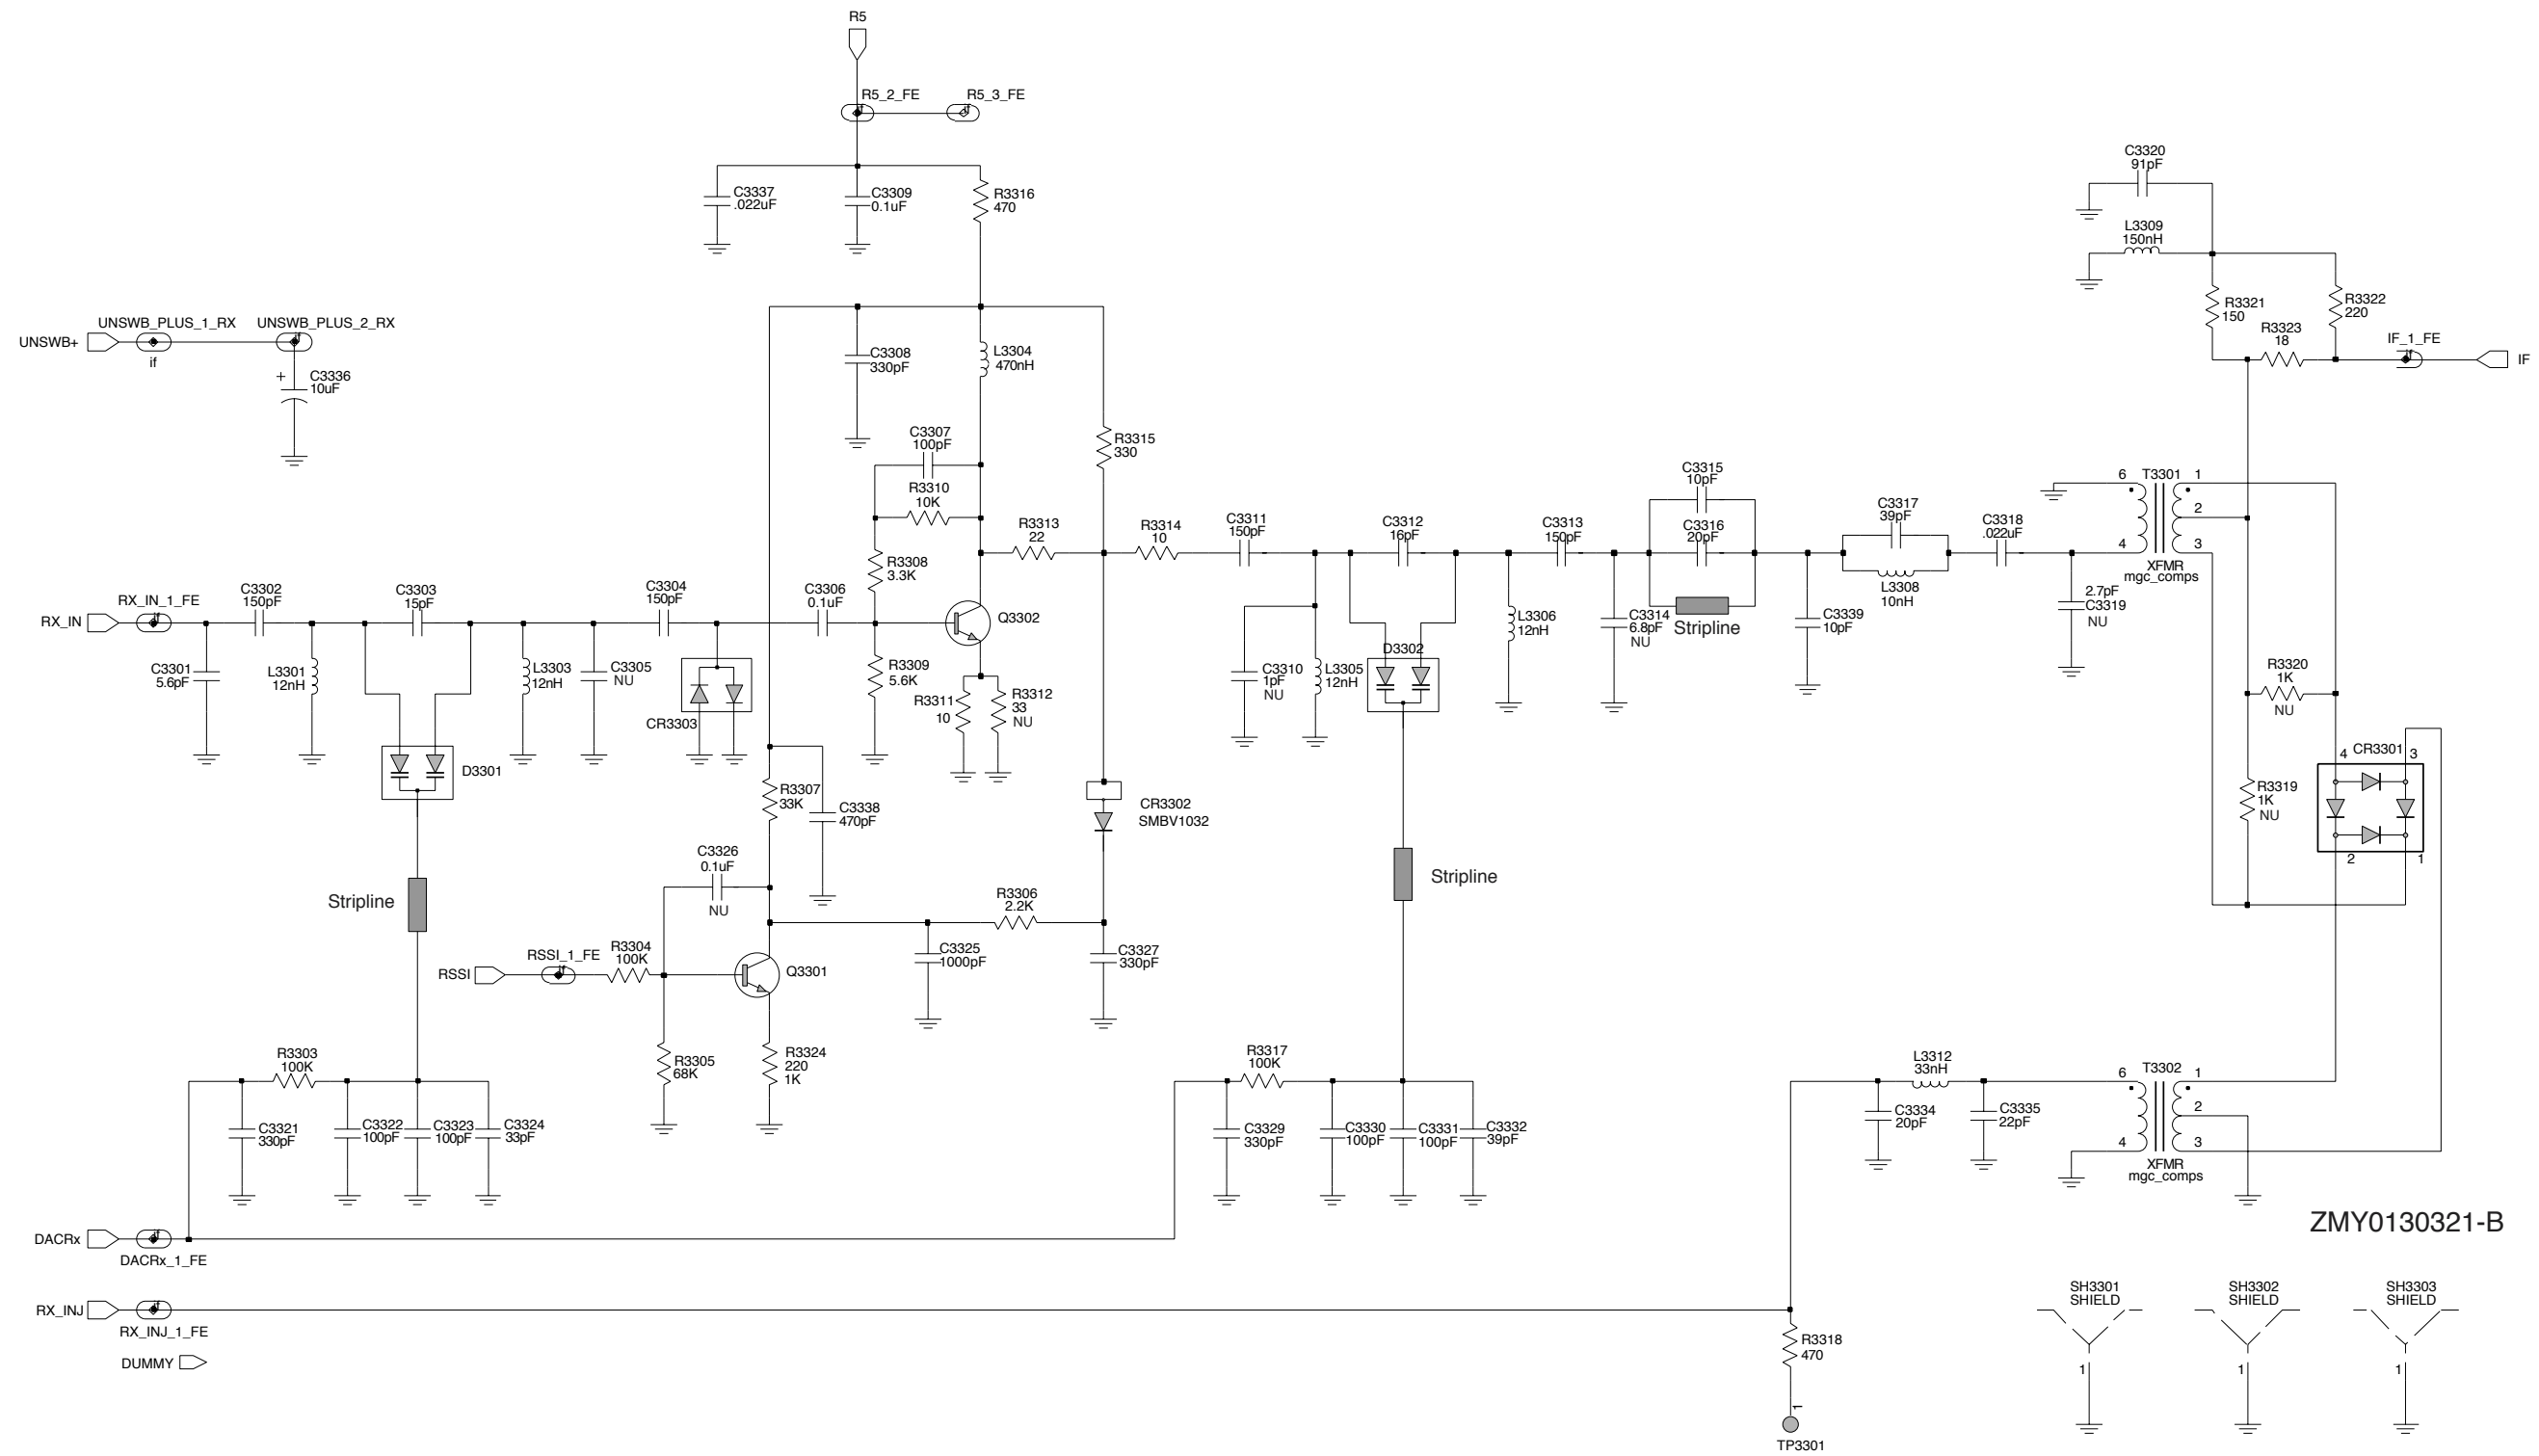 R5
R5_2_FE
R5_3_FE
C3337
.022uF
C3309
0.1uF
R3316
470
C3320
91pF
L3309
150nH
R3321
150
R3322
220
R3323
18
IF_1_FE
IF
UNSWB_PLUS_1_RX
UNSWB_PLUS_2_RX
UNSWB+
if
if
+
C3336
10uF
C3308
330pF
L3304
470nH
C3307
100pF
R3310
10K
R3315
330
R3308
3.3K
R3313
22
R3314
10
C3311
150pF
C3312
16pF
C3313
150pF
C3315
10pF
C3316
20pF
Stripline
C3317
39pF
L3308
10nH
C3318
.022uF
6
T3301
1
2
4
3
XFMR
mgc_comps
RX_IN_1_FE
RX_IN
C3302
150pF
C3303
15pF
C3304
150pF
C3306
0.1uF
Q3302
C3301
5.6pF
L3301
12nH
L3303
12nH
C3305
NU
CR3303
R3309
5.6K
R3311
10
R3312
33
NU
C3310
1pF
NU
L3305
12nH
D3302
L3306
12nH
C3314
6.8pF
NU
C3339
10pF
2.7pF
C3319
NU
R3320
1K
NU
R3319
1K
NU
4
CR3301
3
2
1
D3301
R3307
33K
C3338
470pF
CR3302
SMBV1032
C3326
0.1uF
NU
Stripline
Stripline
R3306
2.2K
RSSI
RSSI_1_FE
R3304
100K
Q3301
C3325
1000pF
C3327
330pF
R3303
100K
R3305
68K
R3324
220
1K
R3317
100K
L3312
33nH
6
T3302
1
2
4
3
XFMR
mgc_comps
C3321
330pF
C3322
100pF
C3323
100pF
C3324
33pF
C3329
330pF
C3330
100pF
C3331
100pF
C3332
39pF
C3334
20pF
C3335
22pF
DACRx
DACRx_1_FE
ZMY0130321-B
RX_INJ
RX_INJ_1_FE
DUMMY
R3318
470
1
TP3301
SH3301
SHIELD
1
SH3302
SHIELD
1
SH3303
SHIELD
1